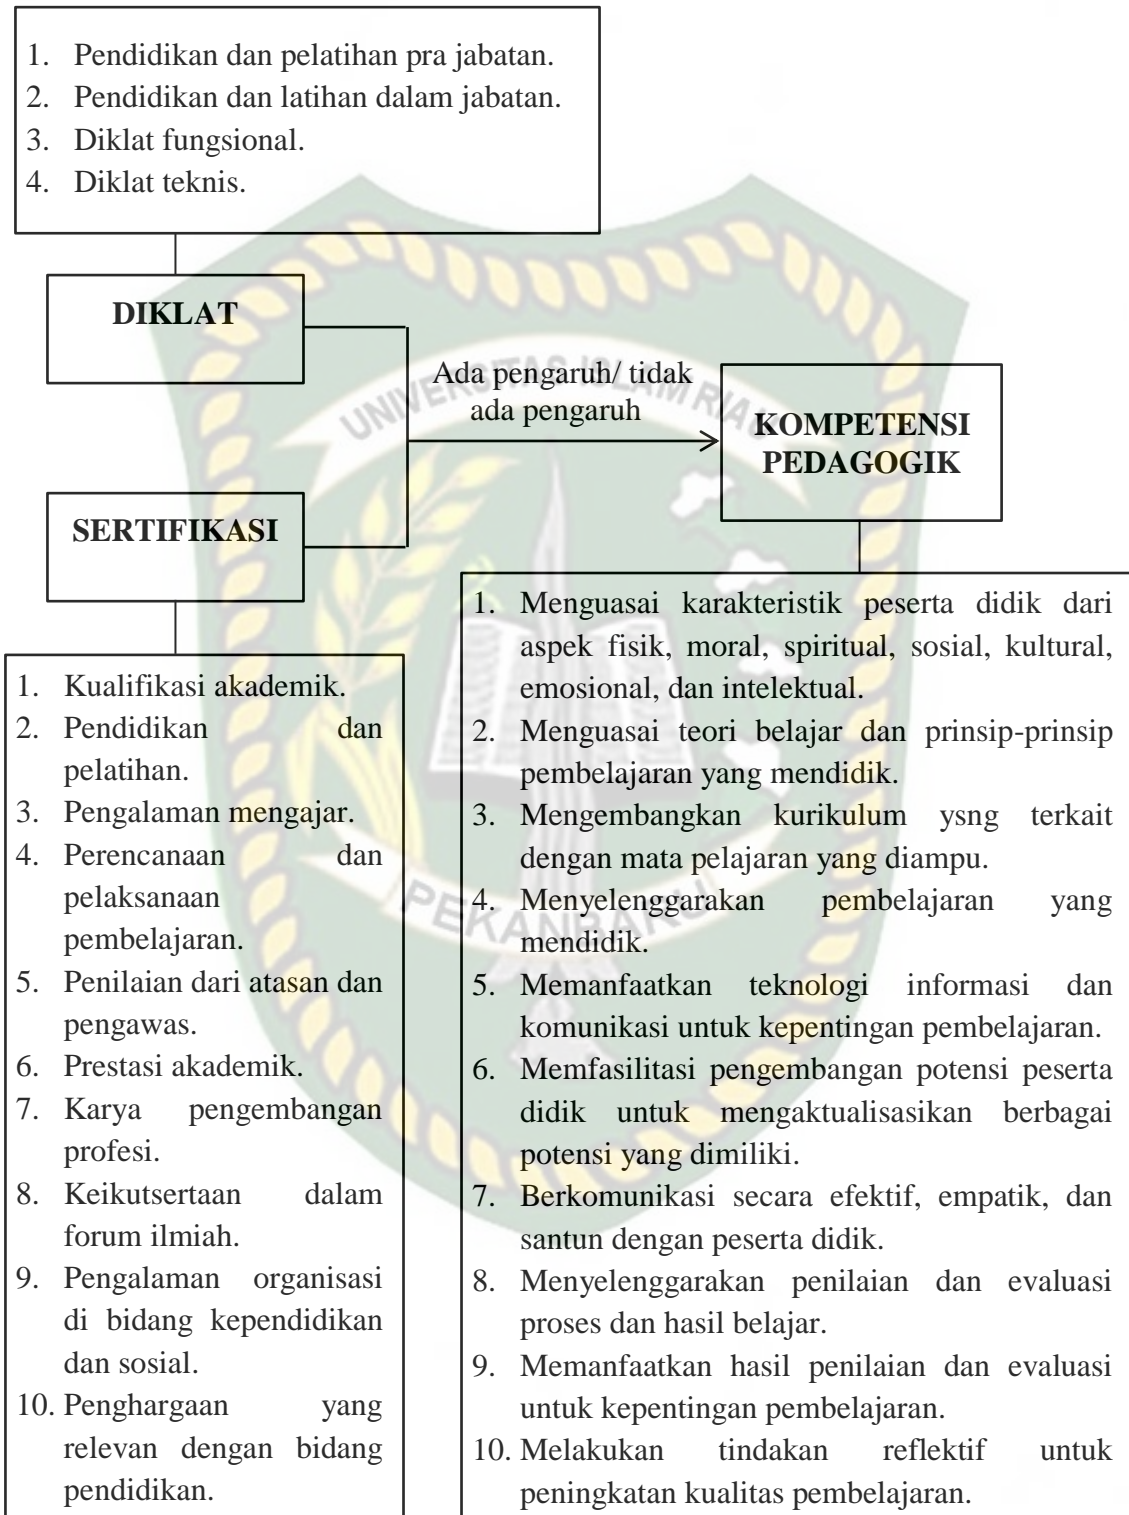 1. Pendidikan dan pelatihan pra jabatan.
2. Pendidikan dan latihan dalam jabatan.
3. Diklat fungsional.
4. Diklat teknis.
DIKLAT
Ada pengaruh/ tidak
ada pengaruh
KOMPETENSI
PEDAGOGIK
SERTIFIKASI
UNIVERSITAS ISLAM RIAU
PEKANBARU
1. Kualifikasi akademik.
2. Pendidikan dan
pelatihan.
3. Pengalaman mengajar.
4. Perencanaan dan
pelaksanaan
pembelajaran.
5. Penilaian dari atasan dan
pengawas.
6. Prestasi akademik.
7. Karya pengembangan
profesi.
8. Keikutsertaan dalam
forum ilmiah.
9. Pengalaman organisasi
di bidang kependidikan
dan sosial.
10. Penghargaan yang
relevan dengan bidang
pendidikan.
1. Menguasai karakteristik peserta didik dari
aspek fisik, moral, spiritual, sosial, kultural,
emosional, dan intelektual.
2. Menguasai teori belajar dan prinsip-prinsip
pembelajaran yang mendidik.
3. Mengembangkan kurikulum ysng terkait
dengan mata pelajaran yang diampu.
4. Menyelenggarakan pembelajaran yang
mendidik.
5. Memanfaatkan teknologi informasi dan
komunikasi untuk kepentingan pembelajaran.
6. Memfasilitasi pengembangan potensi peserta
didik untuk mengaktualisasikan berbagai
potensi yang dimiliki.
7. Berkomunikasi secara efektif, empatik, dan
santun dengan peserta didik.
8. Menyelenggarakan penilaian dan evaluasi
proses dan hasil belajar.
9. Memanfaatkan hasil penilaian dan evaluasi
untuk kepentingan pembelajaran.
10. Melakukan tindakan reflektif untuk
peningkatan kualitas pembelajaran.